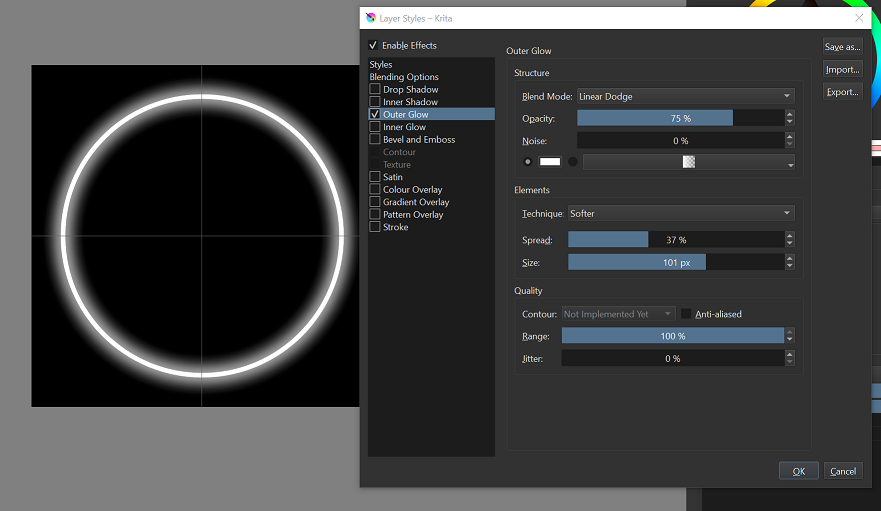 Layer Styles – Krita
Enable Effects
Styles
Blending Options
Drop Shadow
Inner Shadow
Outer Glow
Inner Glow
Bevel and Emboss
Contour
Texture
Satin
Colour Overlay
Gradient Overlay
Pattern Overlay
Stroke
Outer Glow
Structure
Blend Mode: Linear Dodge
Opacity: 75 %
Noise: 0 %
Elements
Technique: Softer
Spread: 37 %
Size: 101 px
Quality
Contour: Not Implemented Yet Anti-aliased
Range: 100 %
Jitter: 0 %
Save as...
Import...
Export...
OK Cancel